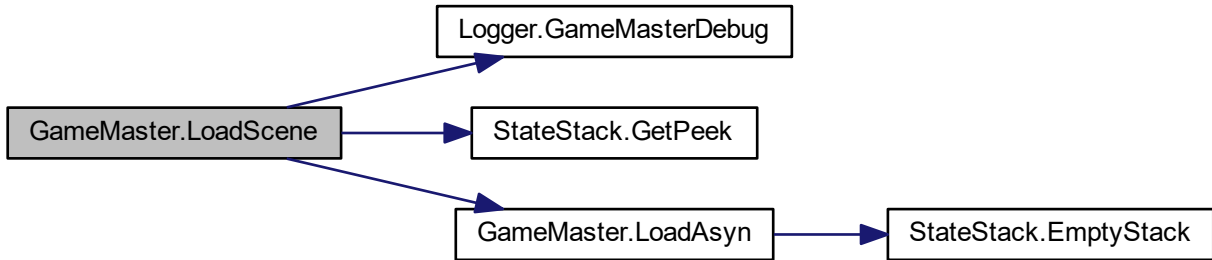 Logger.GameMasterDebug
GameMaster.LoadScene
StateStack.GetPeek
GameMaster.LoadAsyn
StateStack.EmptyStack